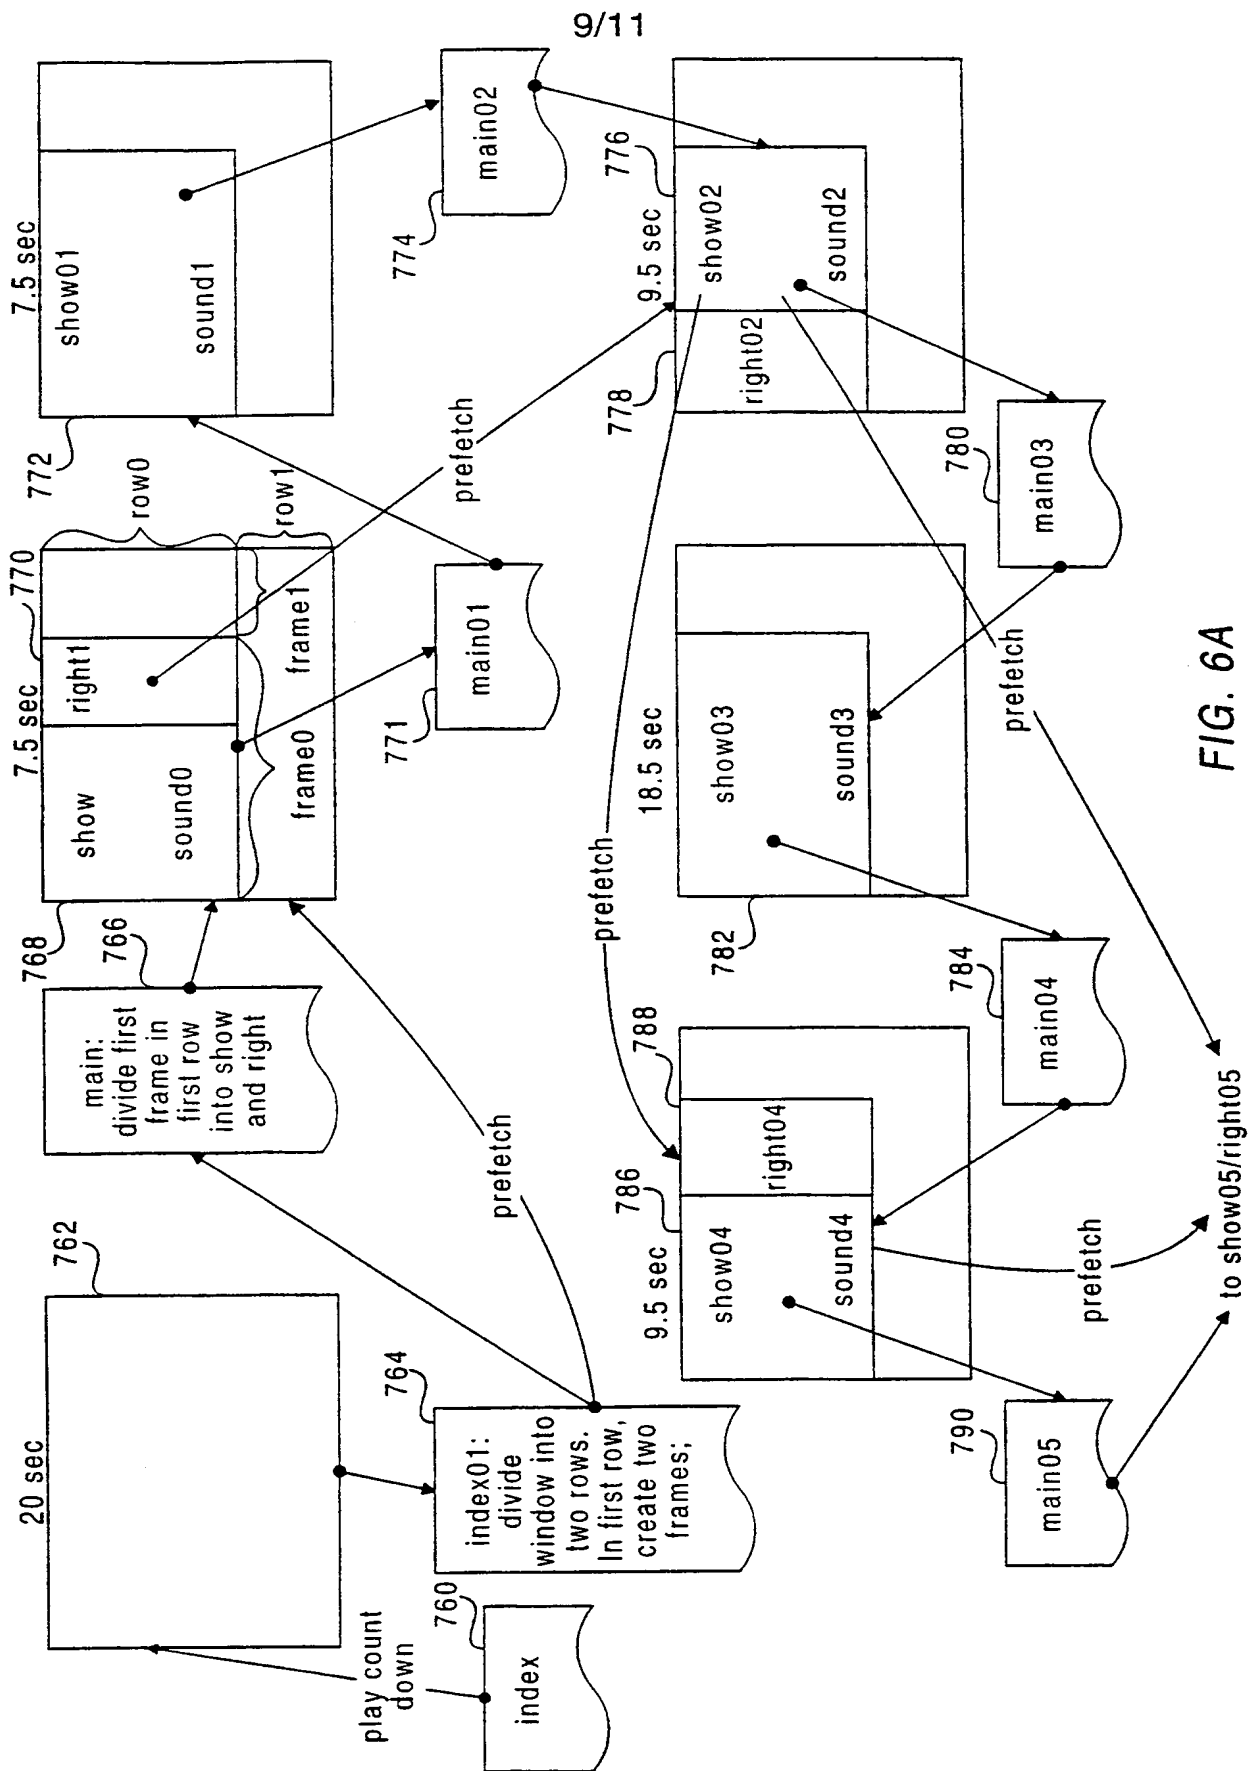 9/11
20 sec
762
play count
down
760
index
764
index01:
divide
window into
two rows.
In first row,
create two
frames;
766
main:
divide first
frame in
first row
into show
and right
prefetch
768
7.5 sec
770
show
right1
sound0
row0
row1
frame0
frame1
771
main01
772
7.5 sec
show01
sound1
prefetch
774
main02
9.5 sec
776
778
show02
right02
sound2
780
main03
prefetch
prefetch
18.5 sec
782
show03
sound3
784
main04
9.5 sec
786
788
show04
right04
sound4
prefetch
790
main05
to show05/right05
FIG. 6A